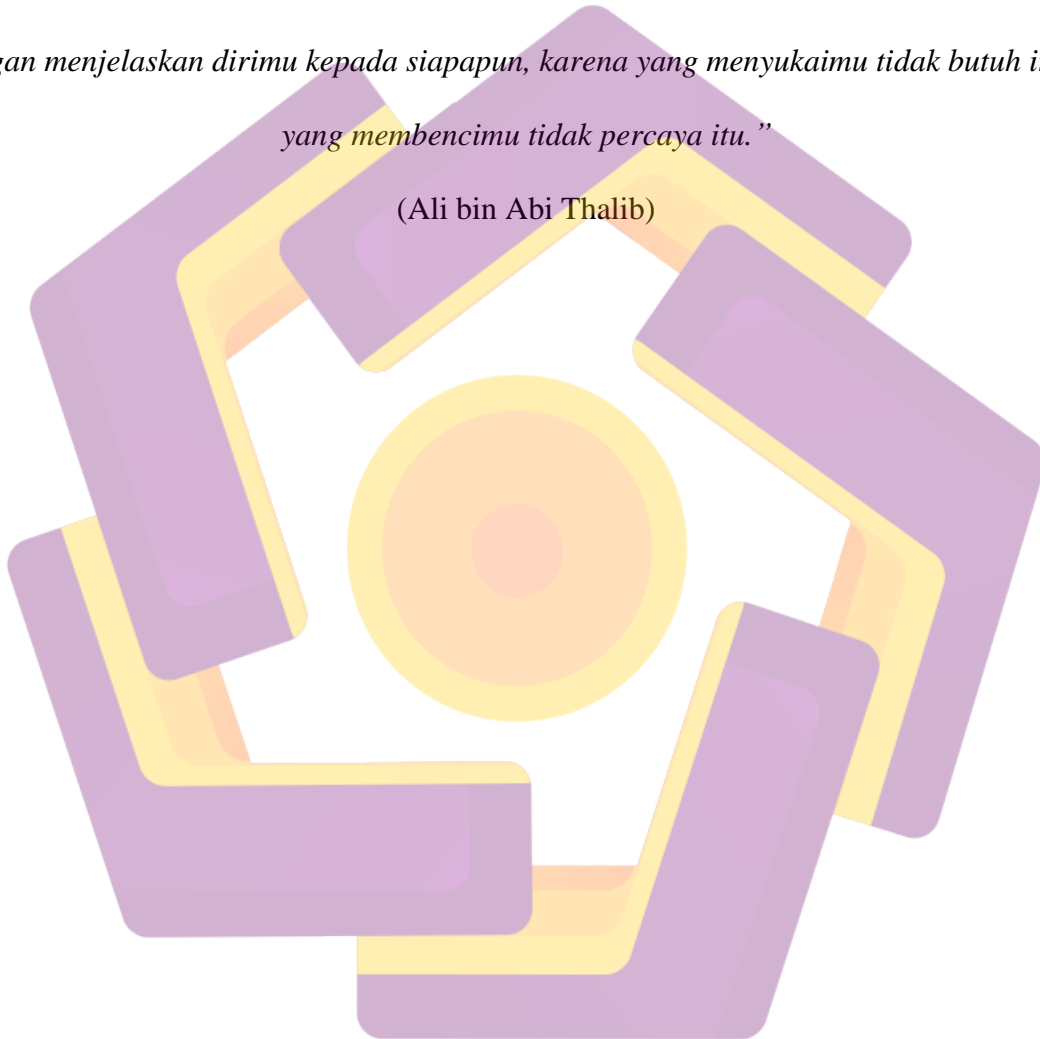 menjelaskan dirimu kepada siapapun, karena yang menyukaimu tidak butuh
yang membencimu tidak percaya itu.”
(Ali bin Abi Thalib)